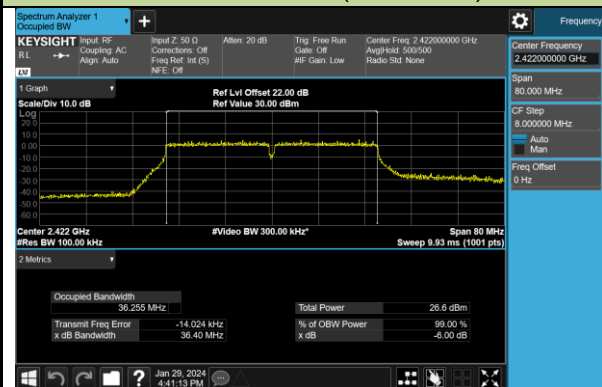 Spectrum Analyzer 1
Occupied BW
+
Frequency
KEYSIGHT
Input: RF
Coupling: AC
Align: Auto
Input Z: 50 Ω
Corrections: Off
Freq Ref: Int (S)
NFE: Off
Atten: 20 dB
Trig: Free Run
Gate: Off
#IF Gain: Low
Center Freq: 2.422000000 GHz
Avg|Hold: 500/500
Radio Std: None
RL
LXI
Center Frequency
2.422000000 GHz
Span
80.000 MHz
CF Step
8.000000 MHz
Auto
Man
Freq Offset
0 Hz
1 Graph
Scale/Div 10.0 dB
Ref Lvl Offset 22.00 dB
Ref Value 30.00 dBm
Log
20.0
10.0
0.00
-10.0
-20.0
-30.0
-40.0
-50.0
-60.0
Center 2.422 GHz
#Video BW 300.00 kHz*
Span 80 MHz
#Res BW 100.00 kHz
Sweep 9.93 ms (1001 pts)
2 Metrics
Occupied Bandwidth
36.255 MHz
Total Power 26.6 dBm
Transmit Freq Error -14.024 kHz
% of OBW Power 99.00 %
x dB Bandwidth 36.40 MHz
x dB -6.00 dB
?
Jan 29, 2024
4:41:13 PM